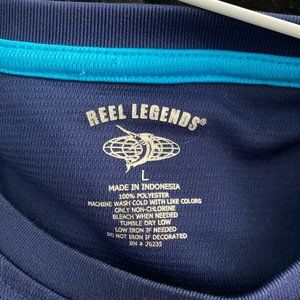 REEL LEGENDS®
L
MADE IN INDONESIA
100% POLYESTER
MACHINE WASH COLD WITH LIKE COLORS
ONLY NON-CHLORINE
BLEACH WHEN NEEDED
TUMBLE DRY LOW
LOW IRON IF NEEDED
DO NOT IRON IF DECORATED
RN # 76235